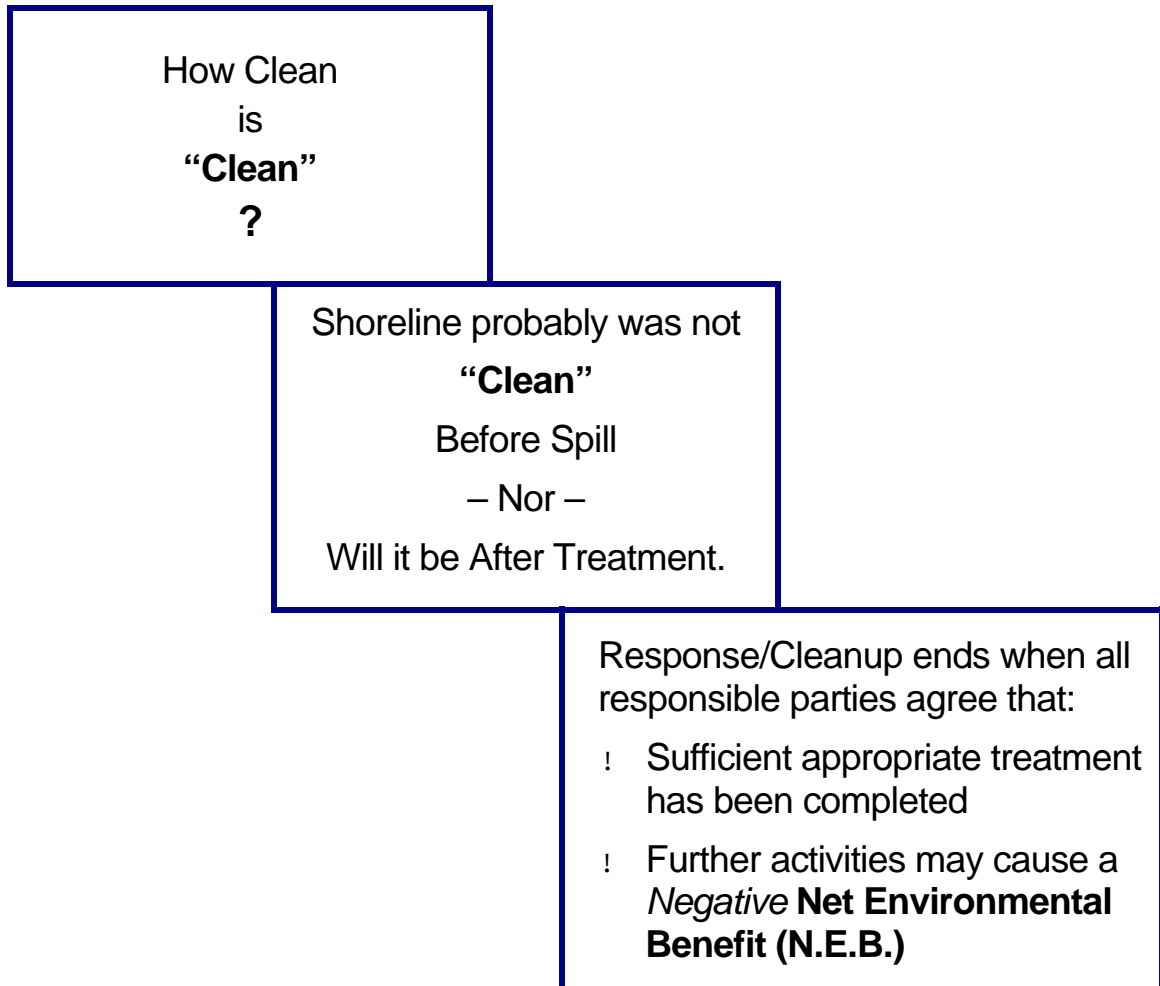 How Clean
is
“Clean”
?
Shoreline probably was not
“Clean”
Before Spill
– Nor –
Will it be After Treatment.
Response/Cleanup ends when all
responsible parties agree that:
! Sufficient appropriate treatment
has been completed
! Further activities may cause a
Negative Net Environmental
Benefit (N.E.B.)